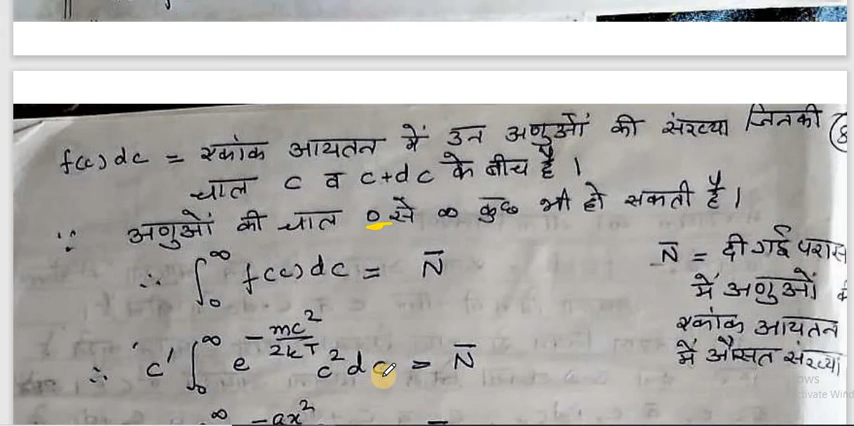 f(c) dc = एकांक आयतन में उन अणुओं की संख्या जिनकी
चाल c व c+dc के बीच है।
∵ अणुओं की चाल 0 से ∞ कुछ भी हो सकती है।
∴ ∫₀^∞ f(c) dc = N̅
N̅ = दी गई परास
में अणुओं
एकांक आयतन
में औसत संख्या
∴ c' ∫₀^∞ e^(-mc²/2kT) c² dc = N̅
∞ -ax²